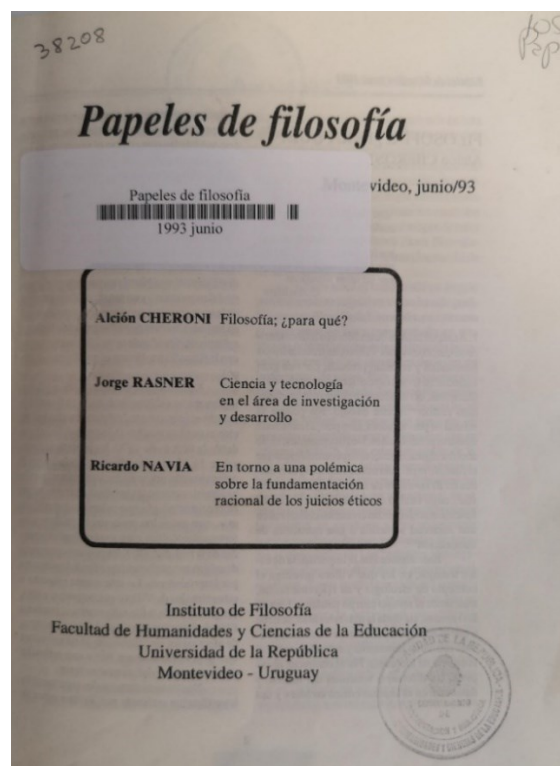 38208
Papeles de filosofía
Montevideo, junio/93
Papeles de filosofía
1993 junio
Alción CHERONI Filosofía; ¿para qué?
Jorge RASNER Ciencia y tecnología
en el área de investigación
y desarrollo
Ricardo NAVIA En torno a una polémica
sobre la fundamentación
racional de los juicios éticos
Instituto de Filosofía
Facultad de Humanidades y Ciencias de la Educación
Universidad de la República
Montevideo - Uruguay